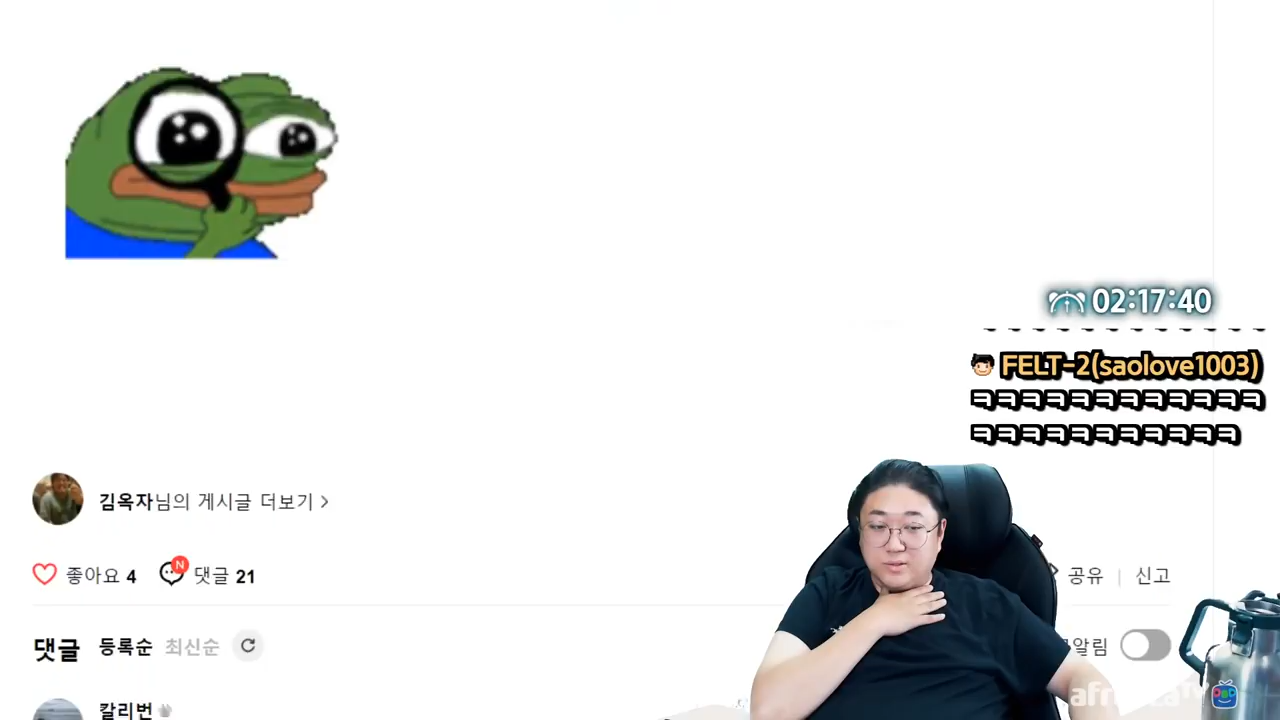 02:17:40
FELT-2(saolove1003)
ㅋㅋㅋㅋㅋㅋㅋㅋㅋㅋㅋㅋ
ㅋㅋㅋㅋㅋㅋㅋㅋㅋㅋㅋ
김옥자님의 게시글 더보기 >
좋아요 4 N 댓글 21
공유 | 신고
댓글 등록순 최신순
알림
칼리번
afreecaTV